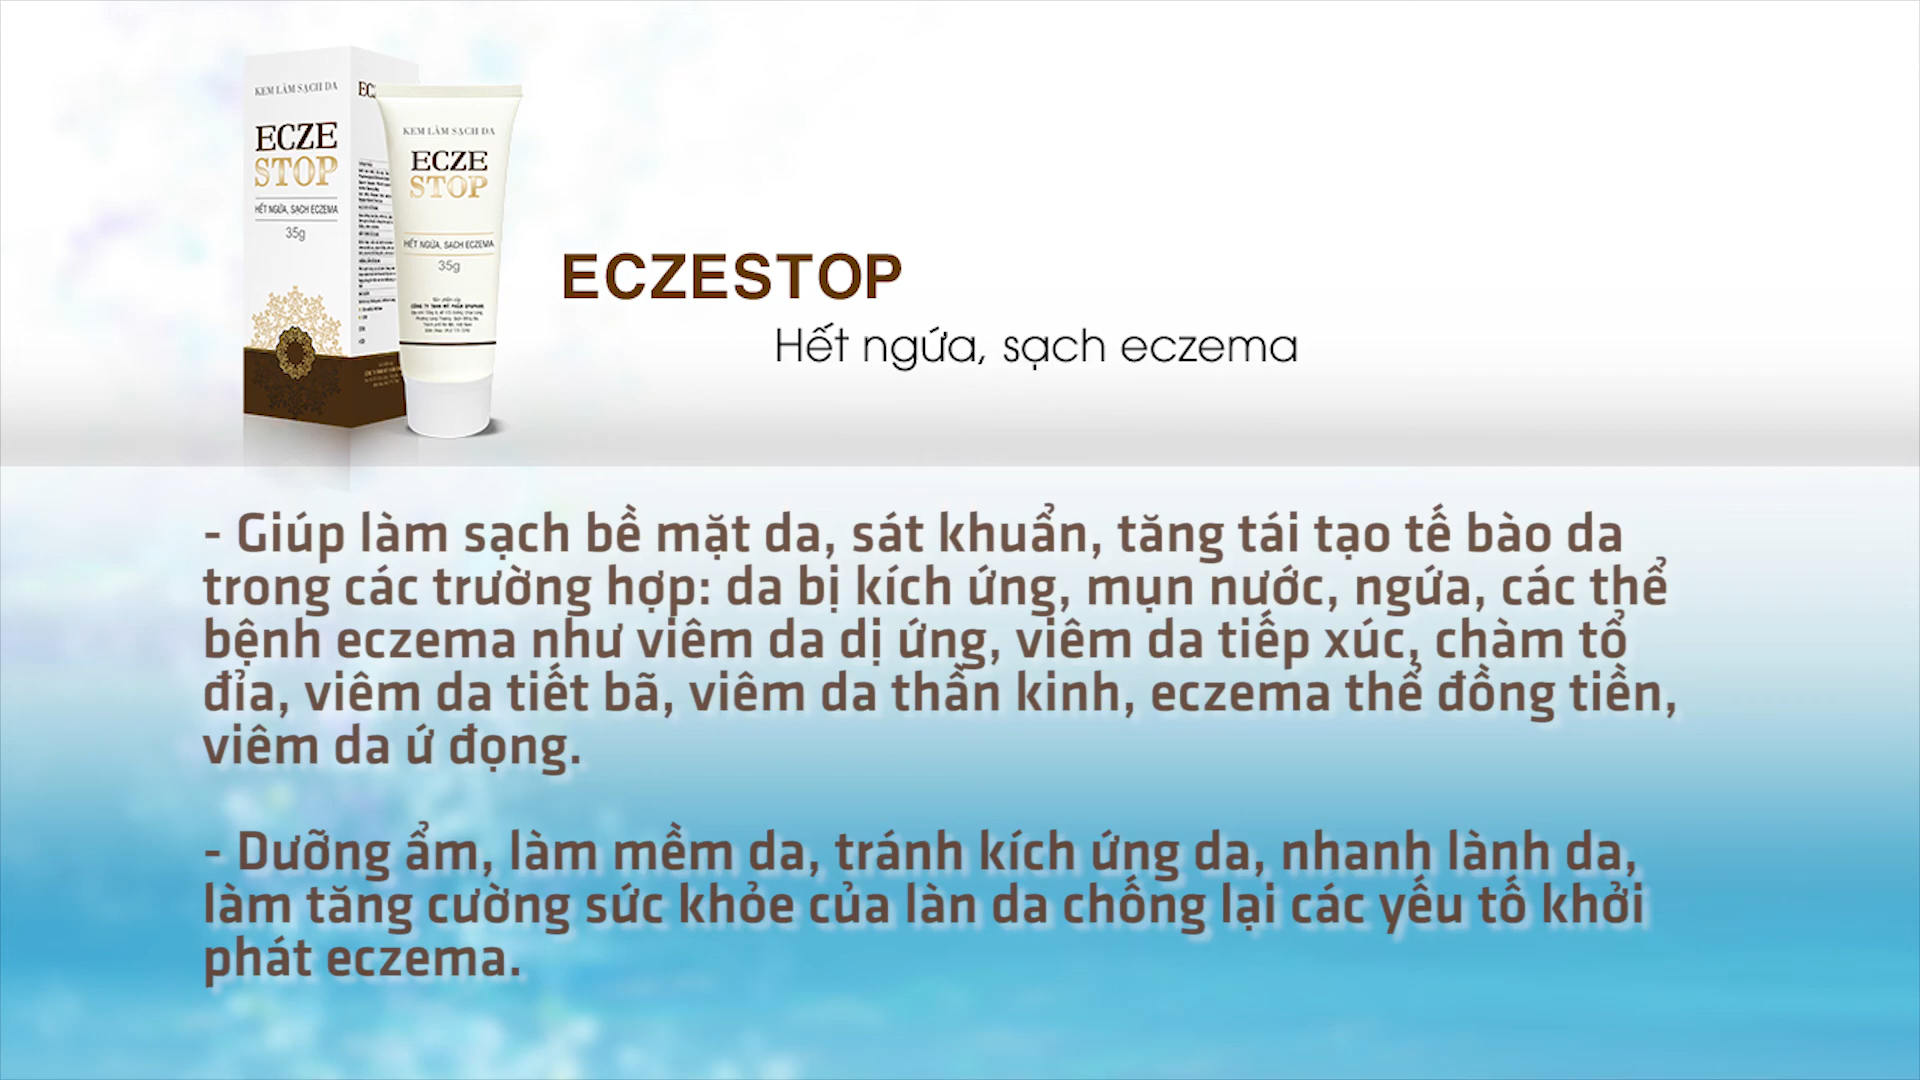 KEM LÀM SẠCH DA
ECZE
STOP
HẾT NGỨA, SẠCH ECZEMA
35g
KEM LÀM SẠCH DA
ECZE
STOP
HẾT NGỨA, SẠCH ECZEMA
35g
ECZESTOP
Hết ngứa, sạch eczema
- Giúp làm sạch bề mặt da, sát khuẩn, tăng tái tạo tế bào da
trong các trường hợp: da bị kích ứng, mụn nước, ngứa, các thể
bệnh eczema như viêm da dị ứng, viêm da tiếp xúc, chàm tổ
đỉa, viêm da tiết bã, viêm da thần kinh, eczema thể đồng tiền,
viêm da ứ đọng.
- Dưỡng ẩm, làm mềm da, tránh kích ứng da, nhanh lành da,
làm tăng cường sức khỏe của làn da chống lại các yếu tố khởi
phát eczema.